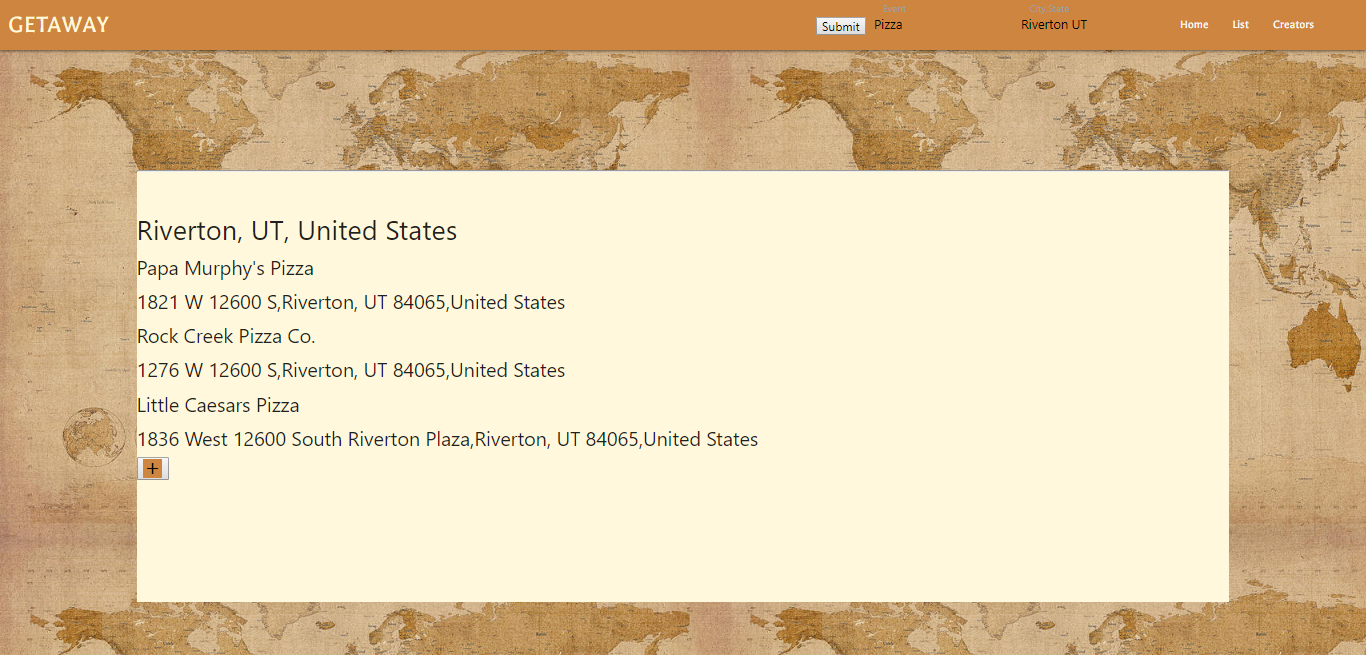 GETAWAY
Event
City,State
Submit
Pizza
Riverton UT
Home
List
Creators
Riverton, UT, United States
Papa Murphy's Pizza
1821 W 12600 S,Riverton, UT 84065,United States
Rock Creek Pizza Co.
1276 W 12600 S,Riverton, UT 84065,United States
Little Caesars Pizza
1836 West 12600 South Riverton Plaza,Riverton, UT 84065,United States
+